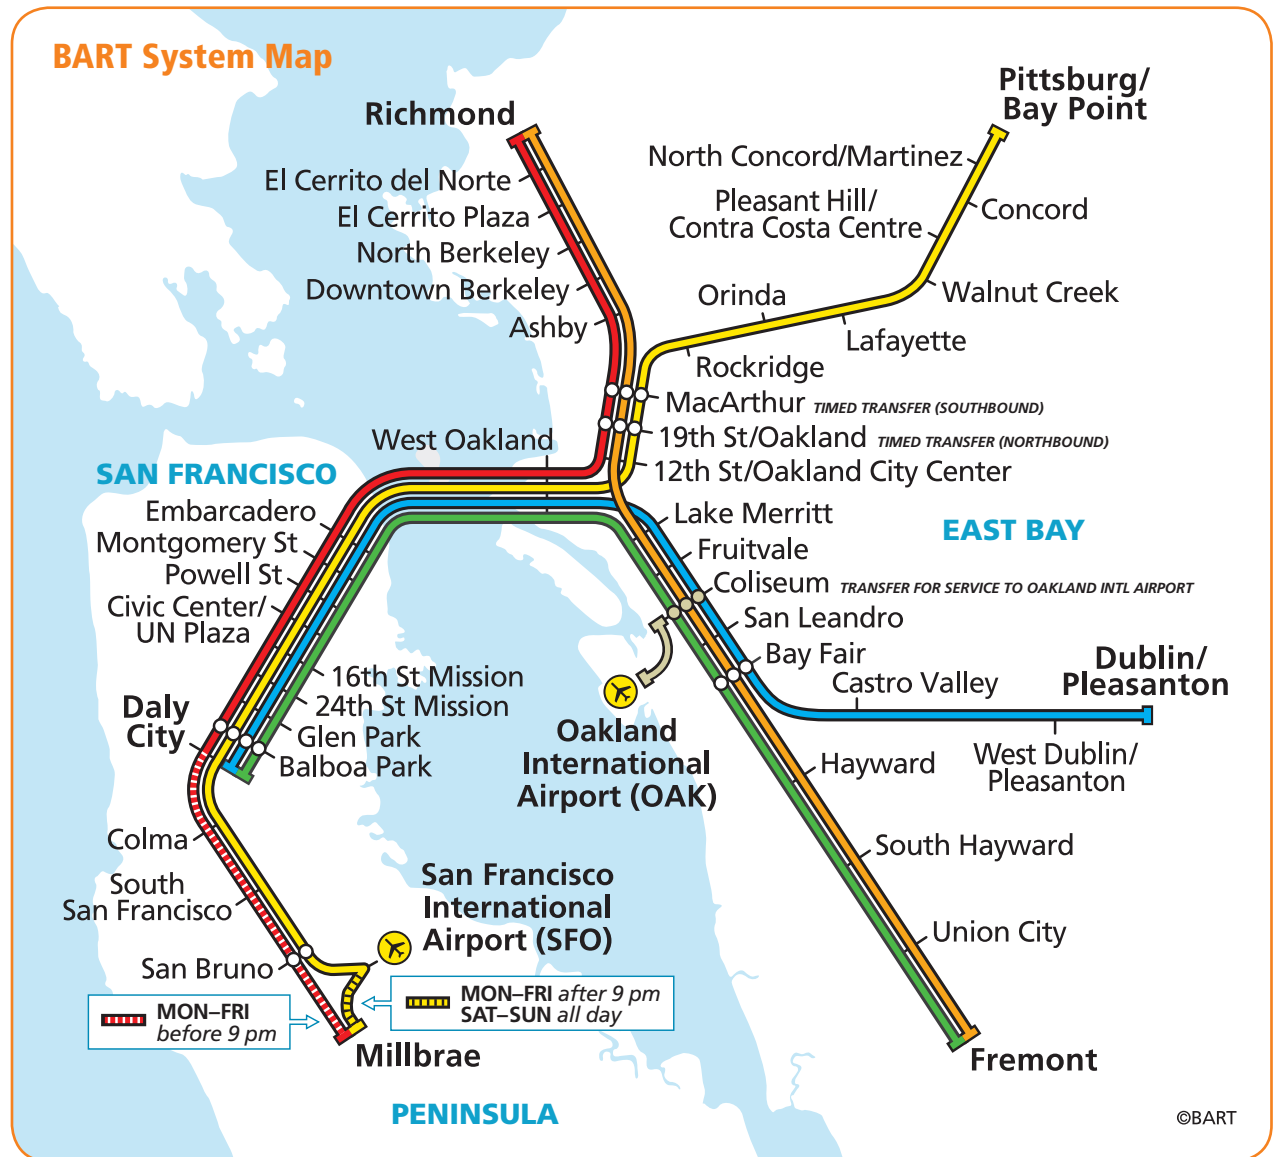 BART System Map
Richmond
Pittsburg/
Bay Point
El Cerrito del Norte
El Cerrito Plaza
North Berkeley
Downtown Berkeley
Ashby
North Concord/Martinez
Pleasant Hill/
Contra Costa Centre
Concord
Walnut Creek
Orinda
Lafayette
Rockridge
MacArthur TIMED TRANSFER (SOUTHBOUND)
19th St/Oakland TIMED TRANSFER (NORTHBOUND)
12th St/Oakland City Center
West Oakland
SAN FRANCISCO
Embarcadero
Montgomery St
Powell St
Civic Center/
UN Plaza
16th St Mission
24th St Mission
Glen Park
Balboa Park
Daly
City
Lake Merritt
Fruitvale
EAST BAY
Coliseum TRANSFER FOR SERVICE TO OAKLAND INTL AIRPORT
San Leandro
Bay Fair
Castro Valley
Dublin/
Pleasanton
West Dublin/
Pleasanton
Oakland
International
Airport (OAK)
Hayward
South Hayward
Union City
Fremont
Colma
South
San Francisco
San Bruno
San Francisco
International
Airport (SFO)
MON–FRI
before 9 pm
MON–FRI after 9 pm
SAT–SUN all day
Millbrae
PENINSULA
©BART